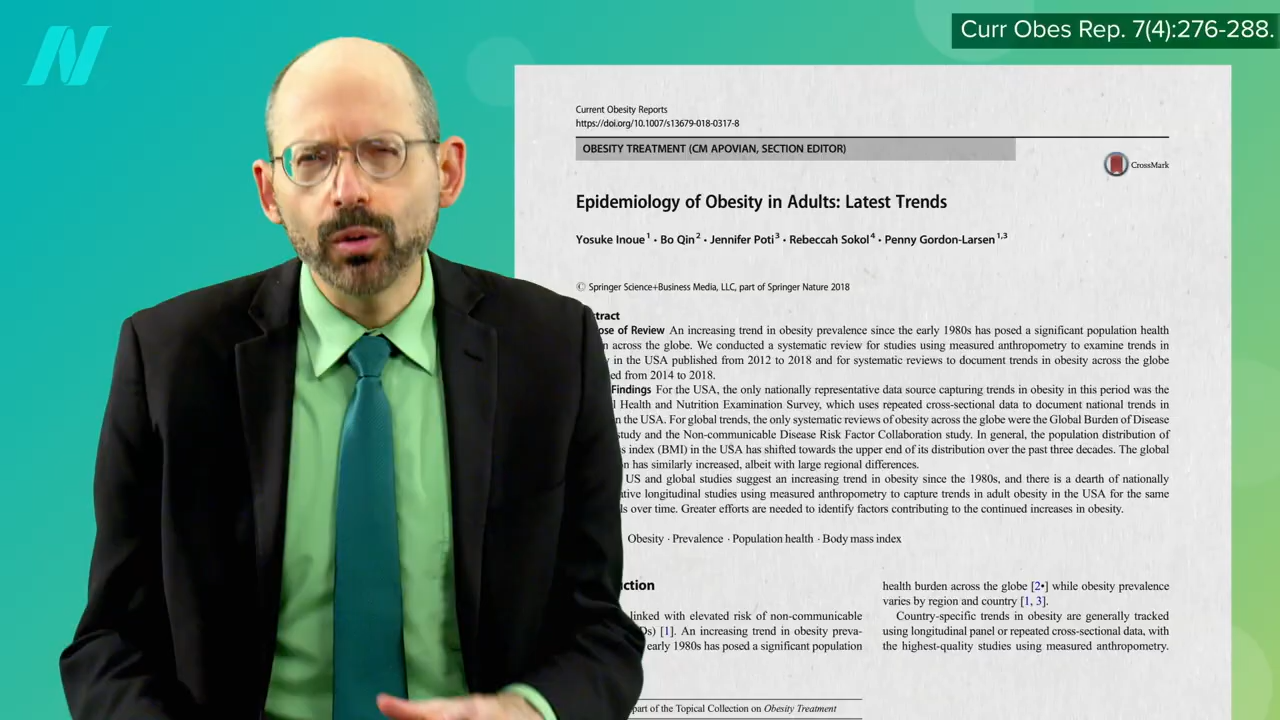 Curr Obes Rep. 7(4):276-288.
Current Obesity Reports
https://doi.org/10.1007/s13679-018-0317-8
OBESITY TREATMENT (CM APOVIAN, SECTION EDITOR)
CrossMark
Epidemiology of Obesity in Adults: Latest Trends
Yosuke Inoue 1 · Bo Qin 2 · Jennifer Poti 3 · Rebeccah Sokol 4 · Penny Gordon-Larsen 1,3
© Springer Science+Business Media, LLC, part of Springer Nature 2018
stract
ose of Review An increasing trend in obesity prevalence since the early 1980s has posed a significant population health
n across the globe. We conducted a systematic review for studies using measured anthropometry to examine trends in
y in the USA published from 2012 to 2018 and for systematic reviews to document trends in obesity across the globe
ed from 2014 to 2018.
Findings For the USA, the only nationally representative data source capturing trends in obesity in this period was the
l Health and Nutrition Examination Survey, which uses repeated cross-sectional data to document national trends in
n the USA. For global trends, the only systematic reviews of obesity across the globe were the Global Burden of Disease
study and the Non-communicable Disease Risk Factor Collaboration study. In general, the population distribution of
s index (BMI) in the USA has shifted towards the upper end of its distribution over the past three decades. The global
n has similarly increased, albeit with large regional differences.
US and global studies suggest an increasing trend in obesity since the 1980s, and there is a dearth of nationally
ative longitudinal studies using measured anthropometry to capture trends in adult obesity in the USA for the same
ls over time. Greater efforts are needed to identify factors contributing to the continued increases in obesity.
Obesity · Prevalence · Population health · Body mass index
uction
linked with elevated risk of non-communicable
Ds) [1]. An increasing trend in obesity preva-
early 1980s has posed a significant population
health burden across the globe [2•] while obesity prevalence
varies by region and country [1, 3].
Country-specific trends in obesity are generally tracked
using longitudinal panel or repeated cross-sectional data, with
the highest-quality studies using measured anthropometry.
part of the Topical Collection on Obesity Treatment